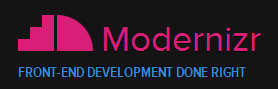 Modernizr
FRONT-END DEVELOPMENT DONE RIGHT